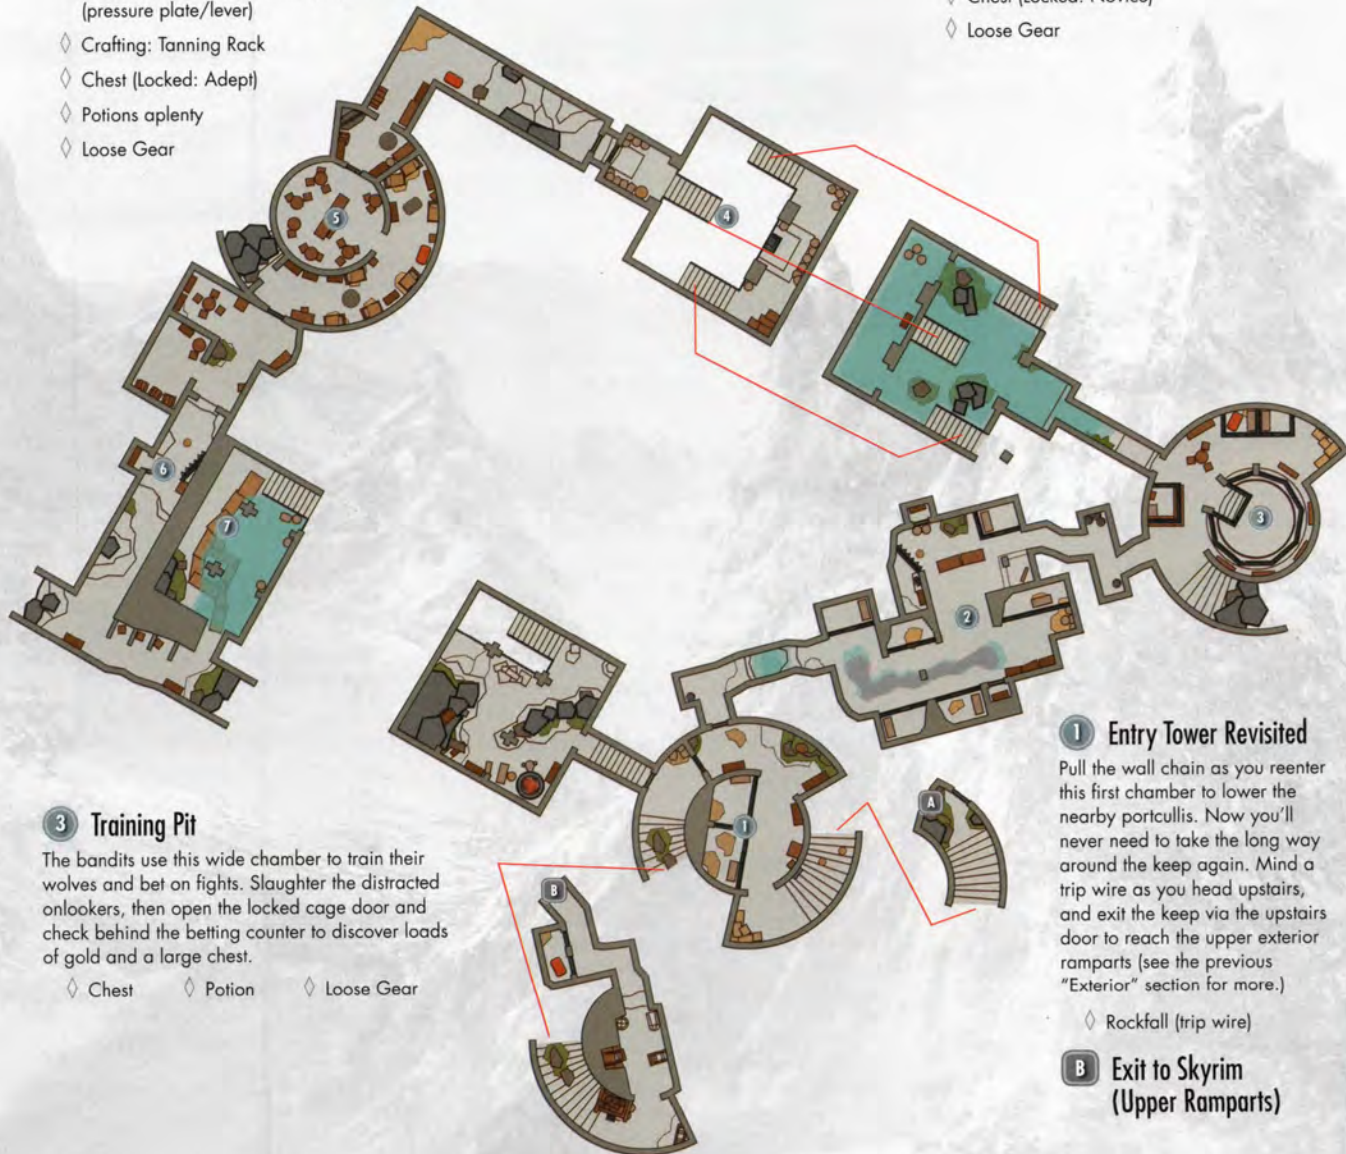 (pressure plate/lever)
◊ Crafting: Tanning Rack
◊ Chest (Locked: Adept)
◊ Potions aplenty
◊ Loose Gear
◊ Chest (Locked: Novice)
◊ Loose Gear
5
4
3
6
7
2
1
A
B
3 Training Pit
The bandits use this wide chamber to train their
wolves and bet on fights. Slaughter the distracted
onlookers, then open the locked cage door and
check behind the betting counter to discover loads
of gold and a large chest.
◊ Chest ◊ Potion ◊ Loose Gear
1 Entry Tower Revisited
Pull the wall chain as you reenter
this first chamber to lower the
nearby portcullis. Now you'll
never need to take the long way
around the keep again. Mind a
trip wire as you head upstairs,
and exit the keep via the upstairs
door to reach the upper exterior
ramparts (see the previous
"Exterior" section for more.)
◊ Rockfall (trip wire)
B Exit to Skyrim
(Upper Ramparts)